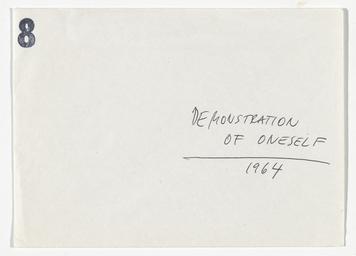 8
DEMONSTRATION
OF ONESELF
1964